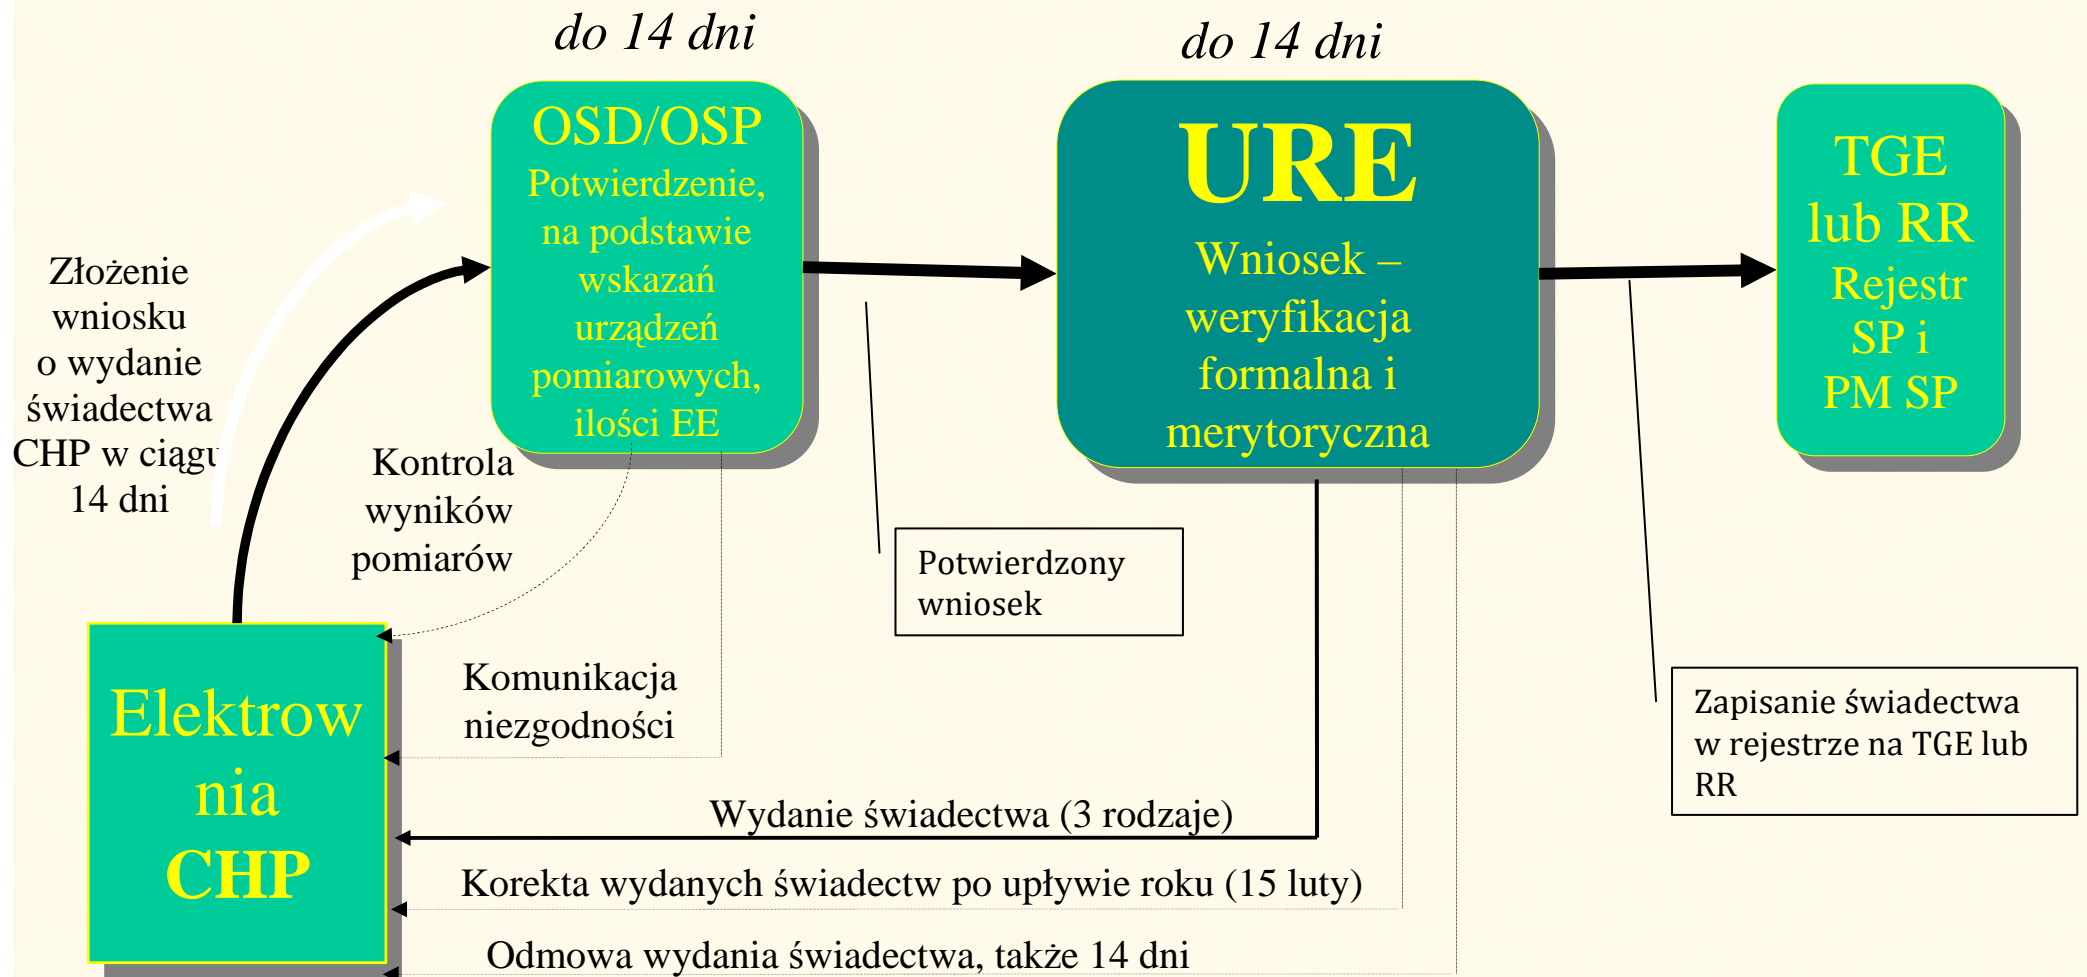 do 14 dni
do 14 dni
OSD/OSP
Potwierdzenie,
na podstawie
wskazań
urządzeń
pomiarowych,
ilości EE
URE
Wniosek –
weryfikacja
formalna i
merytoryczna
TGE
lub RR
Rejestr
SP i
PM SP
Złożenie
wniosku
o wydanie
świadectwa
CHP w ciągu
14 dni
Kontrola
wyników
pomiarów
Potwierdzony
wniosek
Elektrow
nia
CHP
Komunikacja
niezgodności
Zapisanie świadectwa
w rejestrze na TGE lub
RR
Wydanie świadectwa (3 rodzaje)
Korekta wydanych świadectw po upływie roku (15 luty)
Odmowa wydania świadectwa, także 14 dni